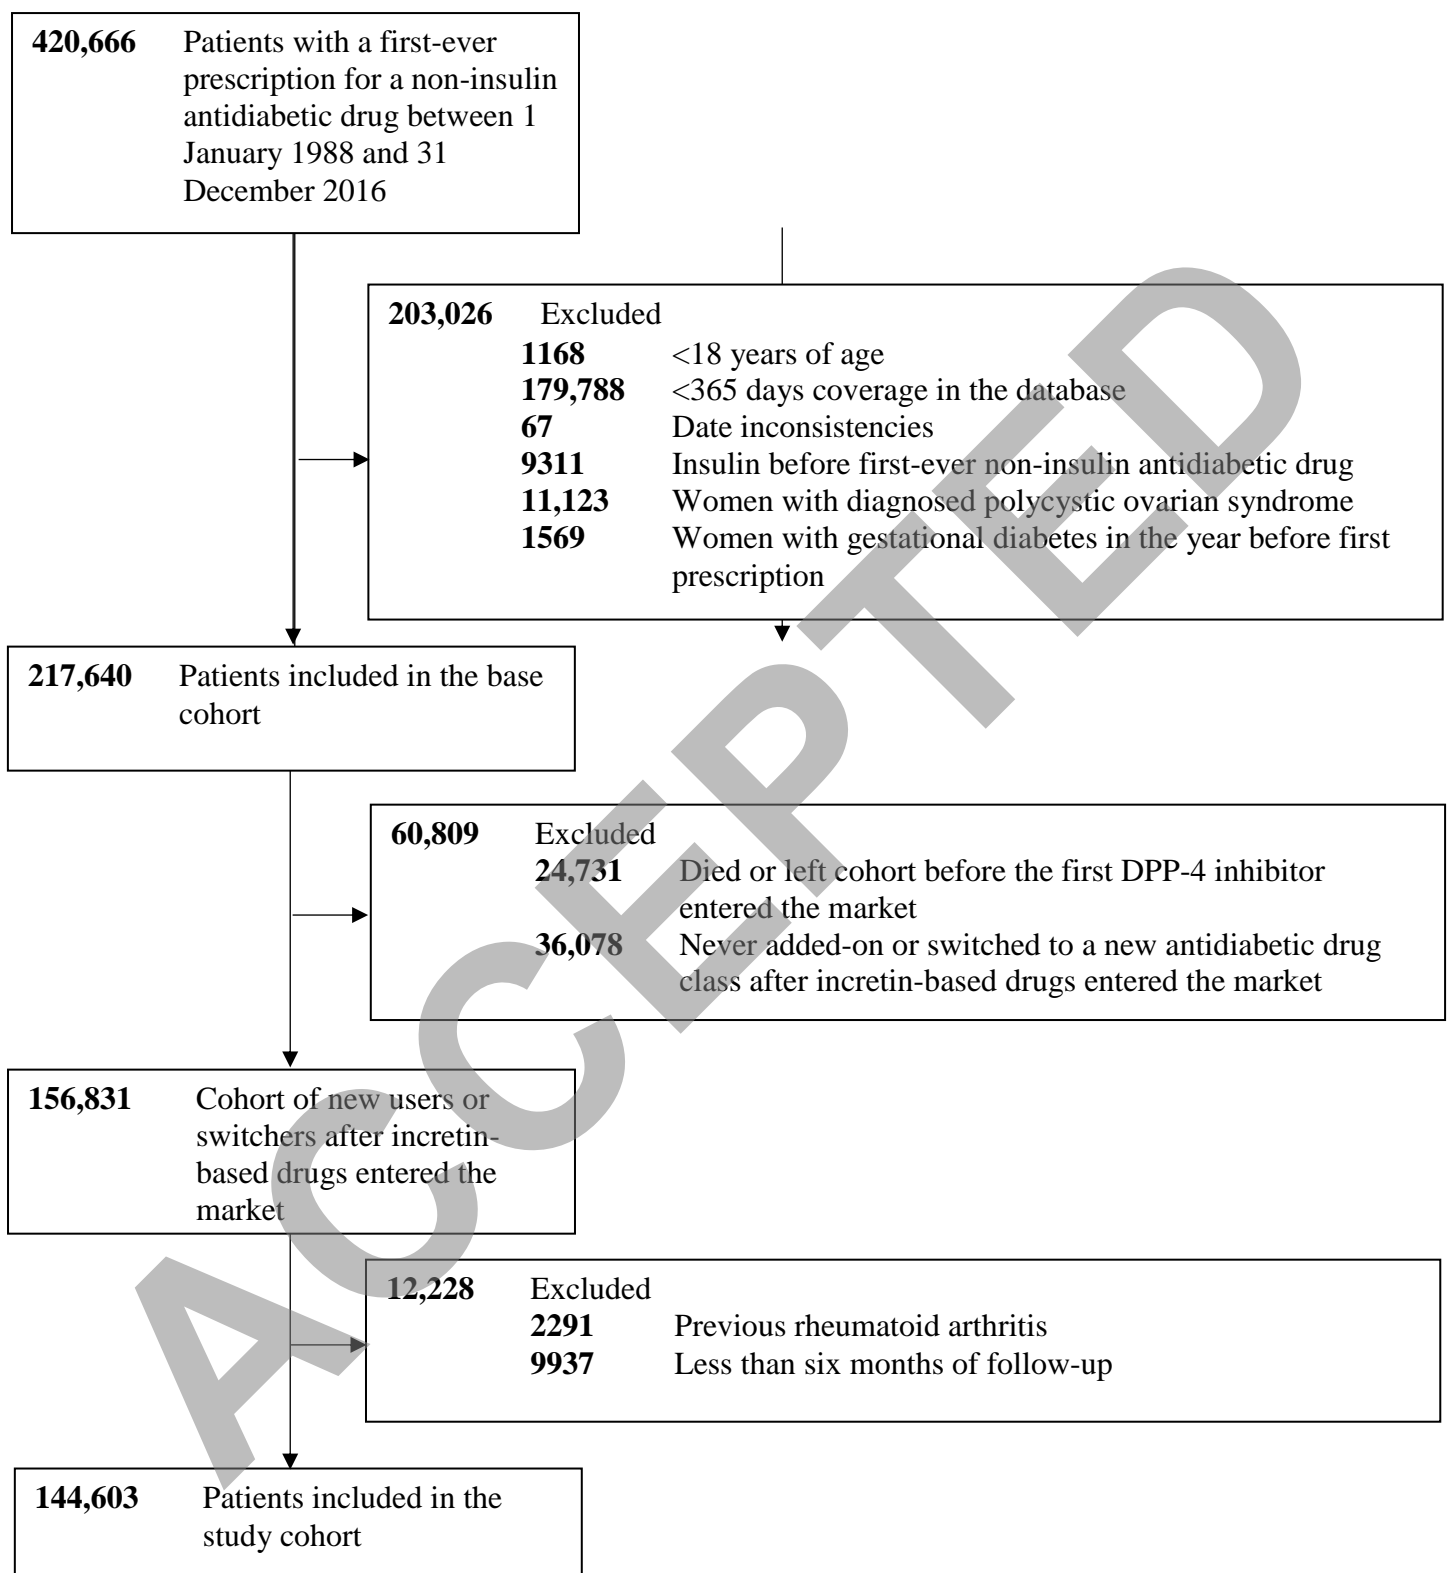 420,666 Patients with a first-ever
prescription for a non-insulin
antidiabetic drug between 1
January 1988 and 31
December 2016
203,026 Excluded
1168 <18 years of age
179,788 <365 days coverage in the database
67 Date inconsistencies
9311 Insulin before first-ever non-insulin antidiabetic drug
11,123 Women with diagnosed polycystic ovarian syndrome
1569 Women with gestational diabetes in the year before first
prescription
217,640 Patients included in the base
cohort
60,809 Excluded
24,731 Died or left cohort before the first DPP-4 inhibitor
entered the market
36,078 Never added-on or switched to a new antidiabetic drug
class after incretin-based drugs entered the market
156,831 Cohort of new users or
switchers after incretin-
based drugs entered the
market
12,228 Excluded
2291 Previous rheumatoid arthritis
9937 Less than six months of follow-up
144,603 Patients included in the
study cohort
ACCEPTED